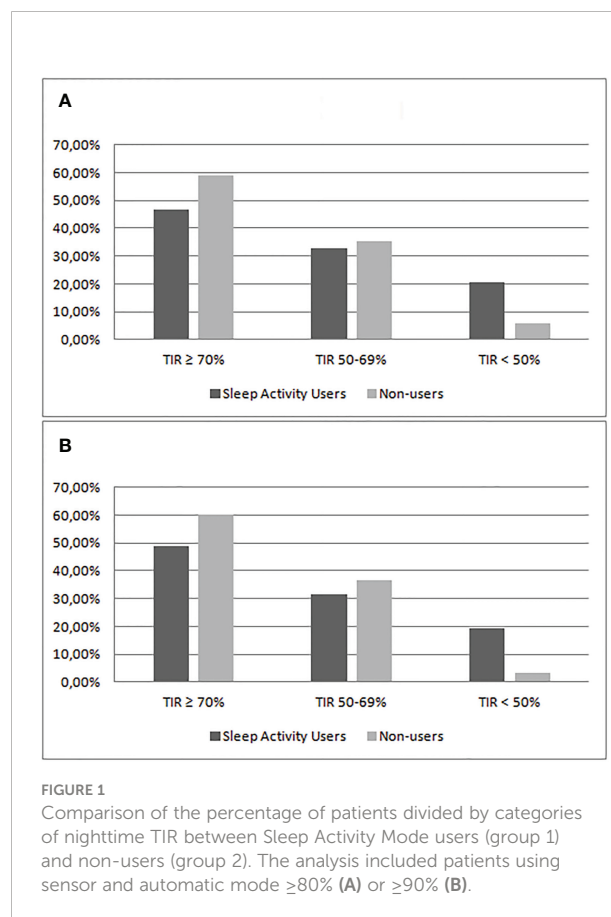 A
70,00%
60,00%
50,00%
40,00%
30,00%
20,00%
10,00%
0,00%
TIR ≥ 70%
TIR 50-69%
TIR < 50%
Sleep Activity Users
Non-users
B
70,00%
60,00%
50,00%
40,00%
30,00%
20,00%
10,00%
0,00%
TIR ≥ 70%
TIR 50-69%
TIR < 50%
Sleep Activity Users
Non-users
FIGURE 1
Comparison of the percentage of patients divided by categories
of nighttime TIR between Sleep Activity Mode users (group 1)
and non-users (group 2). The analysis included patients using
sensor and automatic mode ≥80% (A) or ≥90% (B).